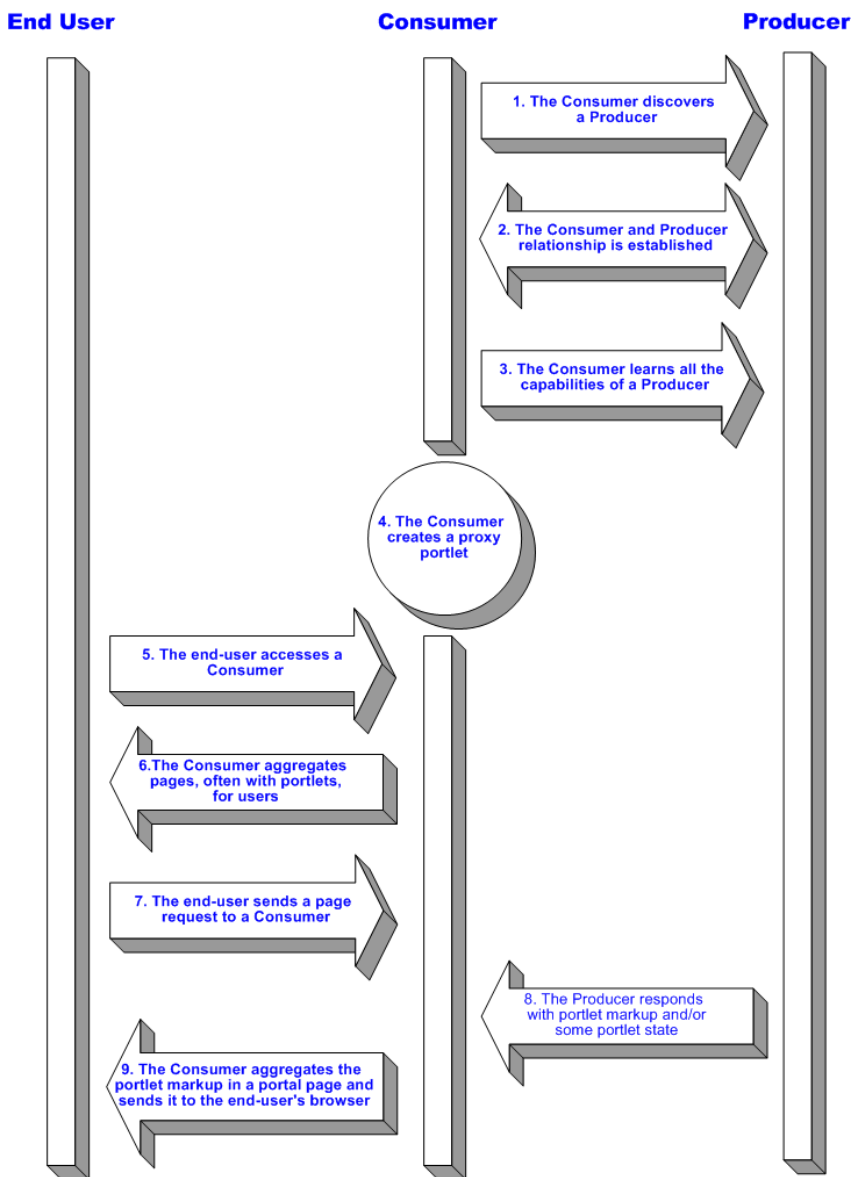 End User
Consumer
Producer
1. The Consumer discovers
a Producer
2. The Consumer and Producer
relationship is established
3. The Consumer learns all the
capabilities of a Producer
4. The Consumer
creates a proxy
portlet
5. The end-user accesses a
Consumer
6.The Consumer aggregates
pages, often with portlets,
for users
7. The end-user sends a page
request to a Consumer
8. The Producer responds
with portlet markup and/or
some portlet state
9. The Consumer aggregates the
portlet markup in a portal page and
sends it to the end-user's browser